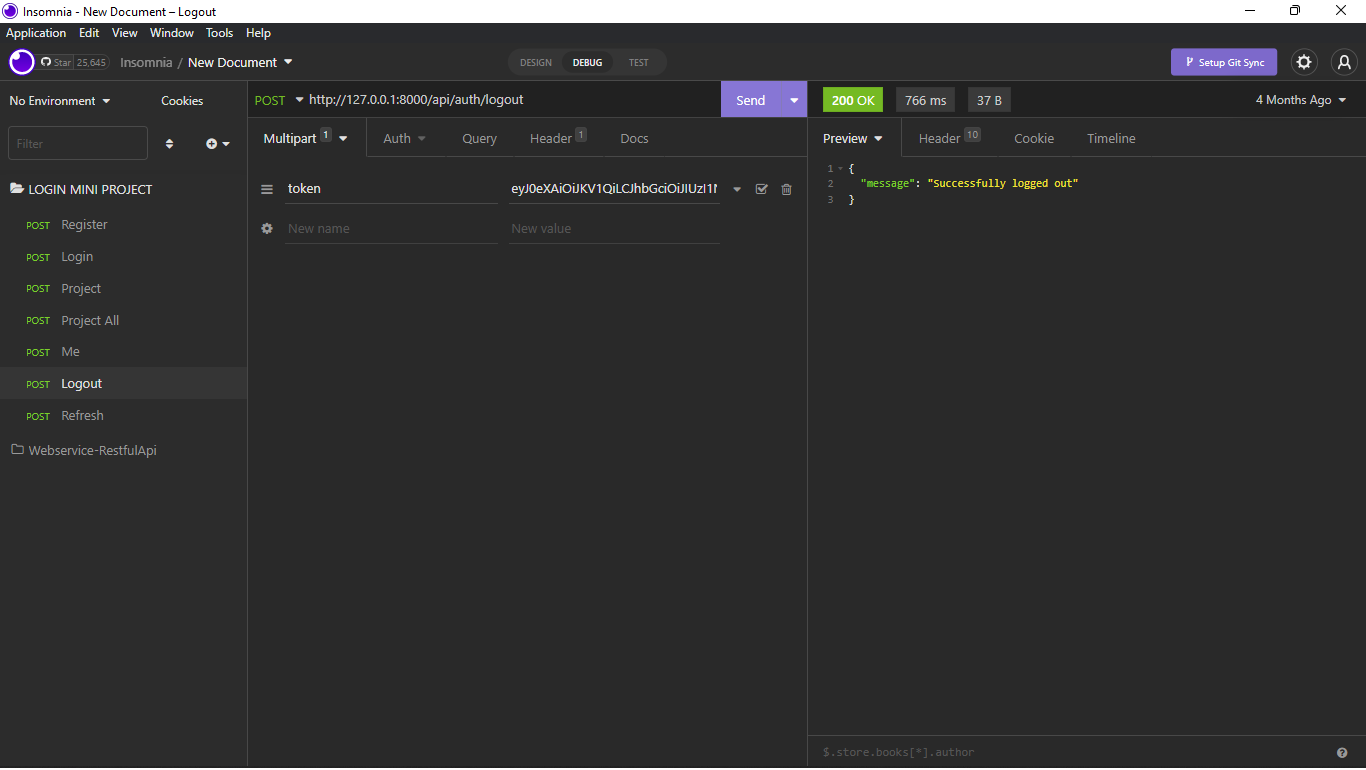 Insomnia - New Document – Logout
Application Edit View Window Tools Help
Star 25,645 Insomnia / New Document DESIGN DEBUG TEST Setup Git Sync
No Environment Cookies POST http://127.0.0.1:8000/api/auth/logout Send 200 OK 766 ms 37 B 4 Months Ago
Multipart 1 Auth Query Header 1 Docs Preview Header 10 Cookie Timeline
Filter
1 {
2 "message": "Successfully logged out"
3 }
LOGIN MINI PROJECT
token
New name New value
POST Register
POST Login
POST Project
POST Project All
POST Me
POST Logout
POST Refresh
Webservice-RestfulApi
$.store.books[*].author